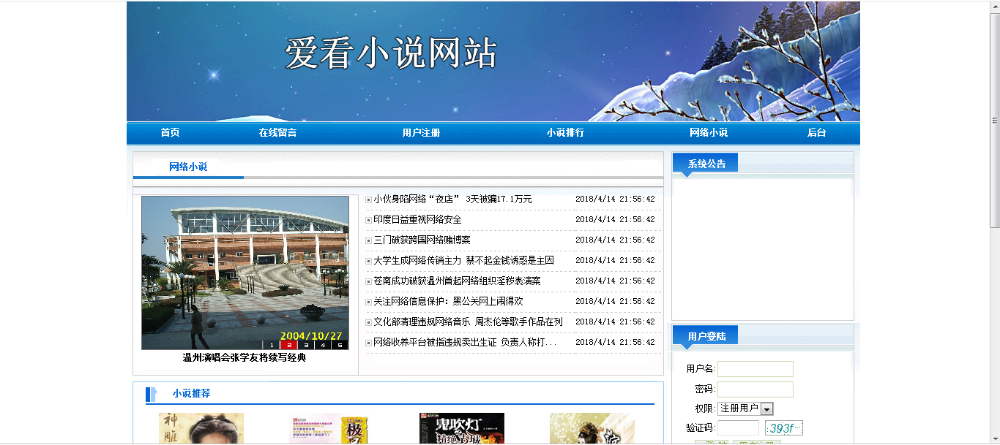 爱看小说网站
首页 在线留言 用户注册 小说排行 网络小说 后台
网络小说
小伙身陷网络“夜店” 3天被骗17.1万元 2018/4/14 21:56:42
印度日益重视网络安全 2018/4/14 21:56:42
三门破获跨国网络赌博案 2018/4/14 21:56:42
大学生成网络传销主力 禁不起金钱诱惑是主因 2018/4/14 21:56:42
苍南成功破获温州首起网络组织淫秽表演案 2018/4/14 21:56:42
关注网络信息保护：黑公关网上闹得欢 2018/4/14 21:56:42
文化部清理违规网络音乐 周杰伦等歌手作品在列 2018/4/14 21:56:42
网络收养平台被指违规卖出生证 负责人称打... 2018/4/14 21:56:42
2004/10/27
1 2 3 4 5
温州演唱会张学友将续写经典
系统公告
用户登陆
用户名:
密码:
权限: 注册用户
验证码: 393f
小说推荐
神雕
极品
鬼吹灯
精绝古城